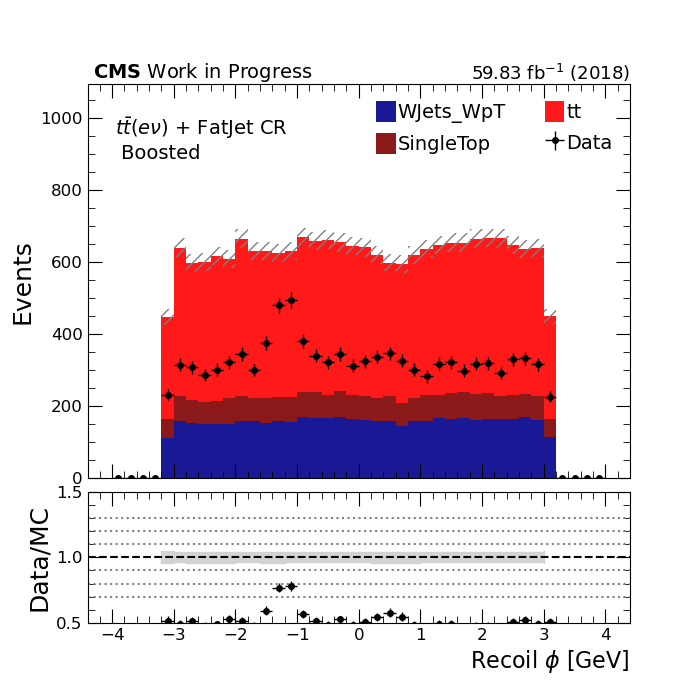 CMS Work in Progress 59.83 fb⁻¹ (2018)
tt̄(eν) + FatJet CR
Boosted
WJets_WpT tt
SingleTop Data
Events
1000
800
600
400
200
0
Data/MC
1.5
1.0
0.5
−4 −3 −2 −1 0 1 2 3 4
Recoil ϕ [GeV]